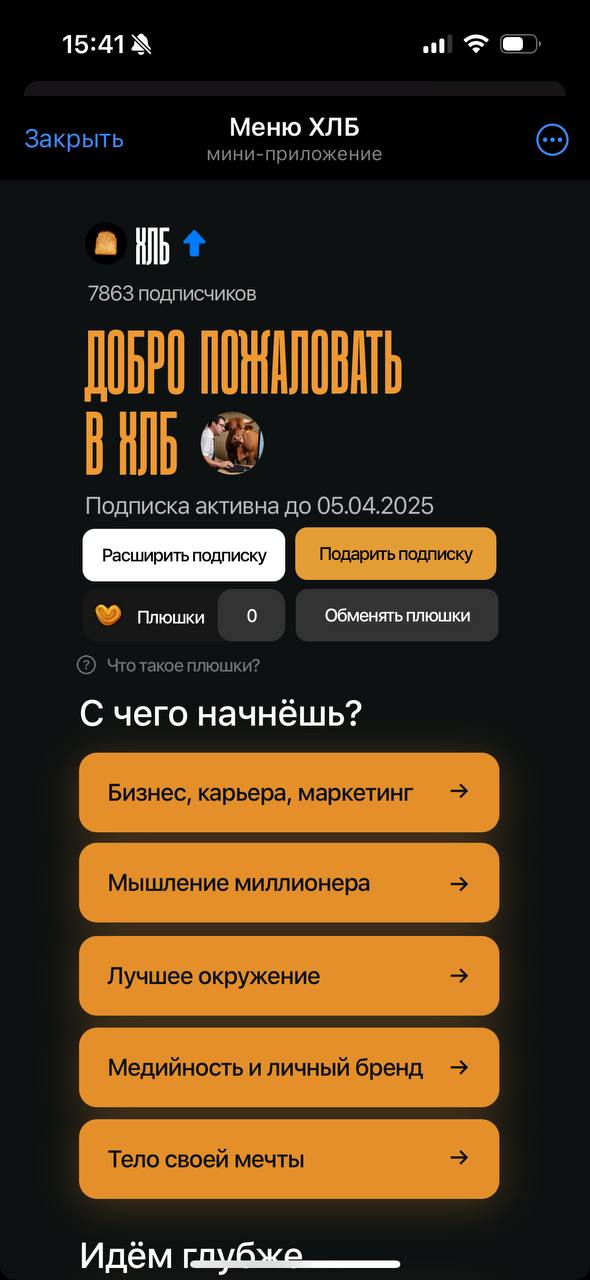 15:41
Закрыть
Меню ХЛБ
мини-приложение
ХЛБ
7863 подписчиков
ДОБРО ПОЖАЛОВАТЬ
В ХЛБ
Подписка активна до 05.04.2025
Расширить подписку
Подарить подписку
Плюшки
0
Обменять плюшки
? Что такое плюшки?
С чего начнёшь?
Бизнес, карьера, маркетинг →
Мышление миллионера →
Лучшее окружение →
Медийность и личный бренд →
Тело своей мечты →
Идём глубже